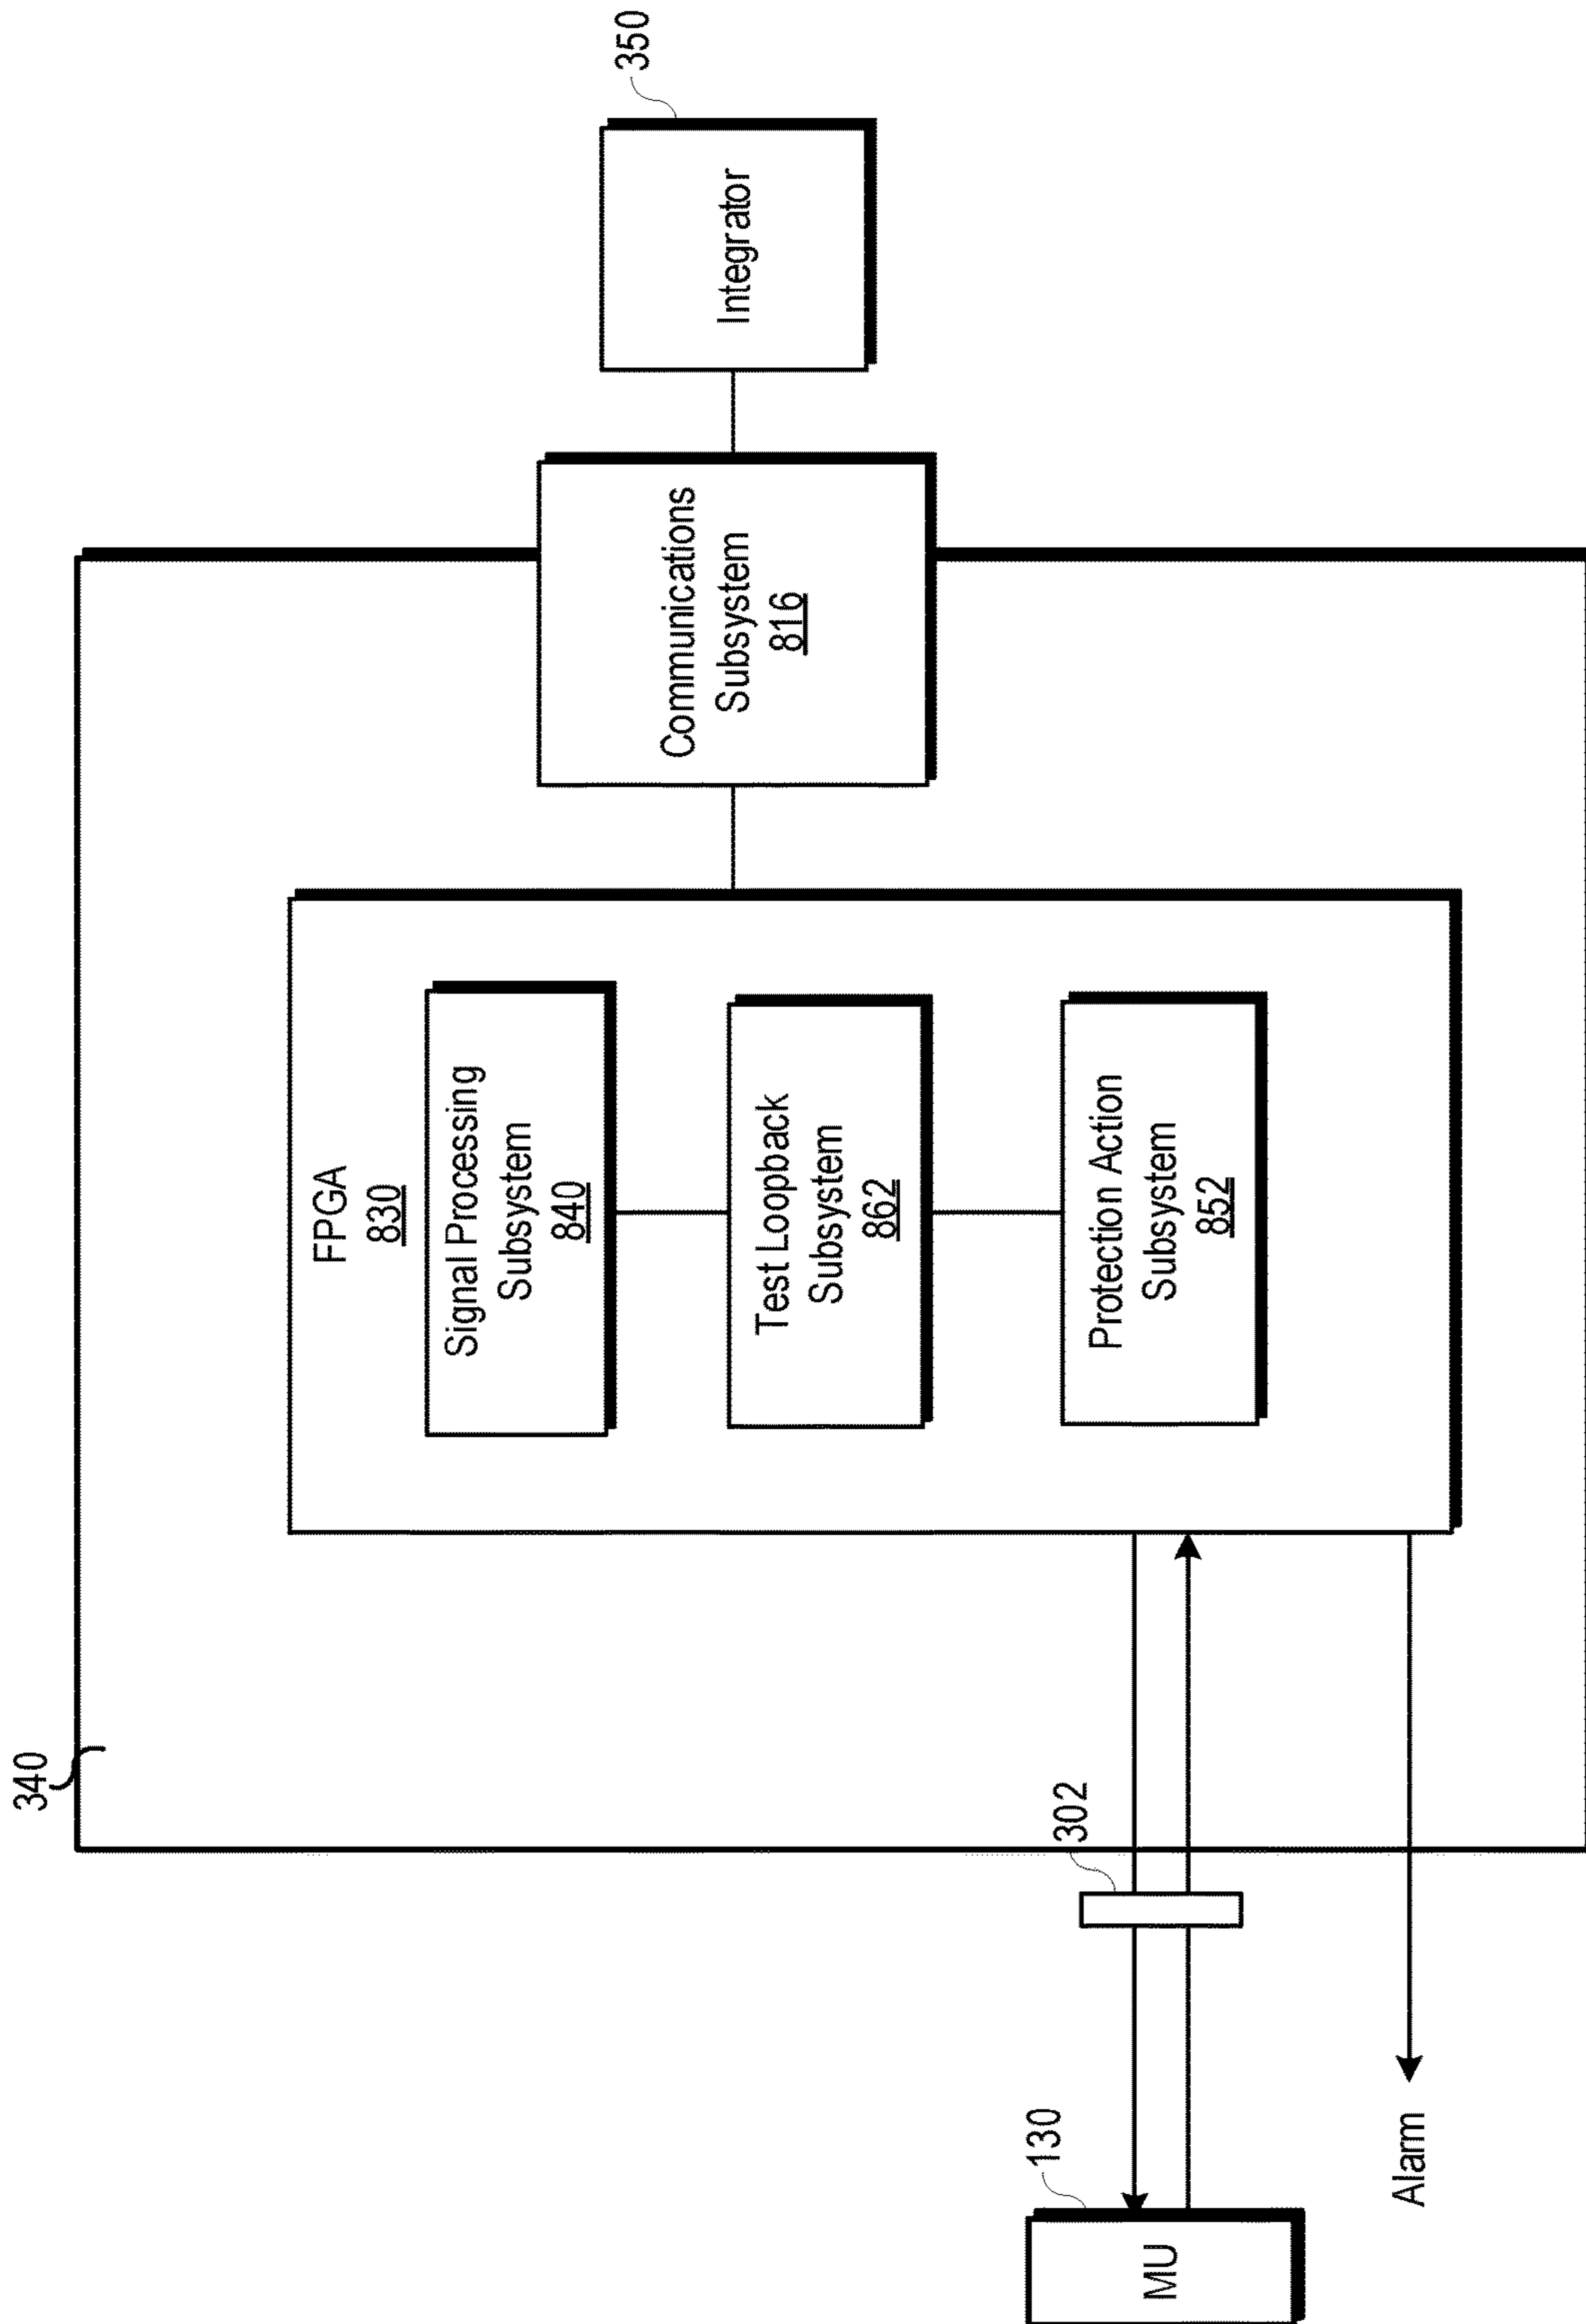 340
FPGA
830
Signal Processing
Subsystem
840
Test Loopback
Subsystem
862
Protection Action
Subsystem
852
Communications
Subsystem
816
Integrator
350
302
130
MU
Alarm